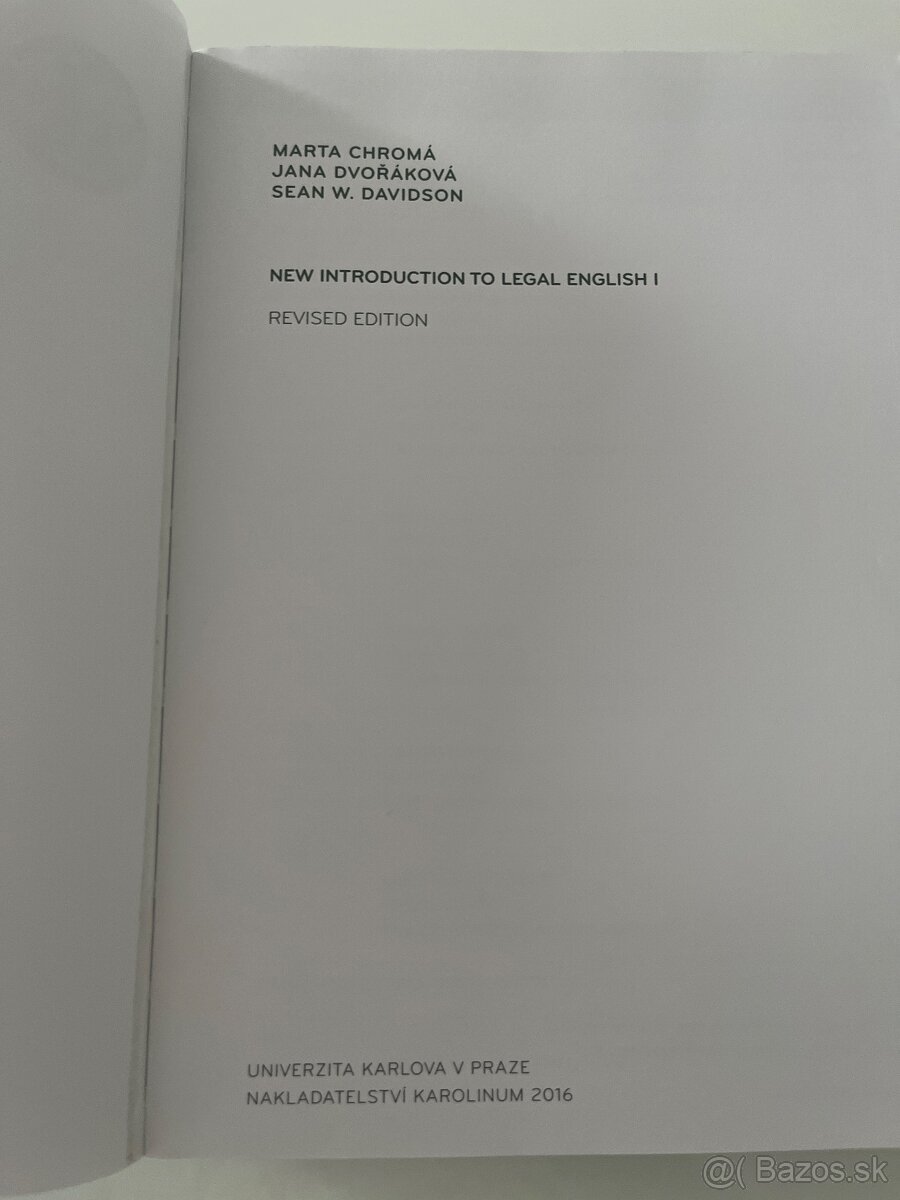 MARTA CHROMÁ
JANA DVOŘÁKOVÁ
SEAN W. DAVIDSON
NEW INTRODUCTION TO LEGAL ENGLISH I
REVISED EDITION
UNIVERZITA KARLOVA V PRAZE
NAKLADATELSTVÍ KAROLINUM 2016
@( Bazos.sk